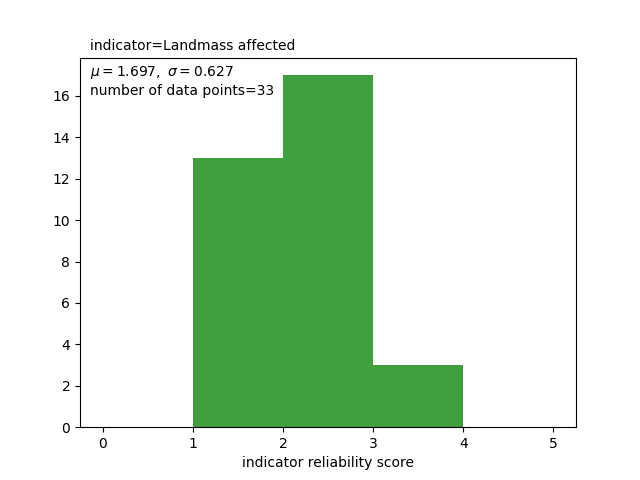 indicator=Landmass affected
μ = 1.697, σ = 0.627
number of data points=33
16
14
12
10
8
6
4
2
0
0 1 2 3 4 5
indicator reliability score